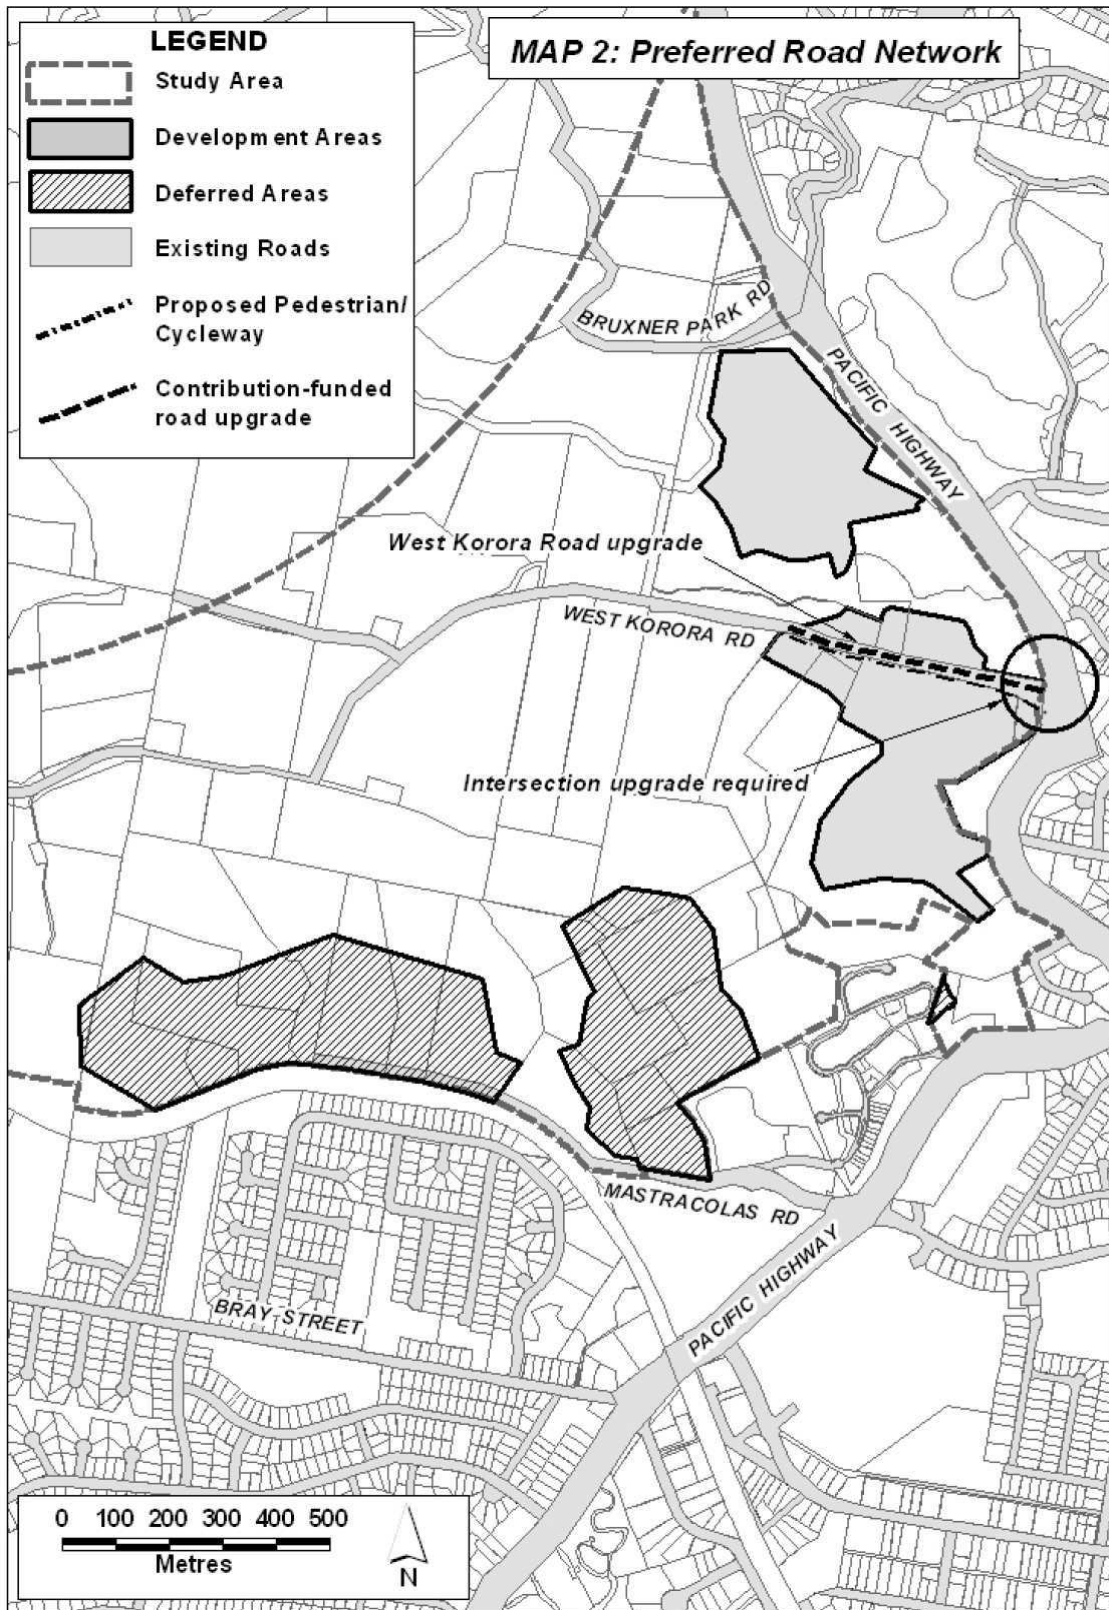 LEGEND
Study Area
Development Areas
Deferred Areas
Existing Roads
Proposed Pedestrian/
Cycleway
Contribution-funded
road upgrade
MAP 2: Preferred Road Network
BRUXNER PARK RD
PACIFIC HIGHWAY
West Korora Road upgrade
WEST KORORA RD
Intersection upgrade required
MASTRACOLAS RD
PACIFIC HIGHWAY
BRAY STREET
0 100 200 300 400 500
Metres
N